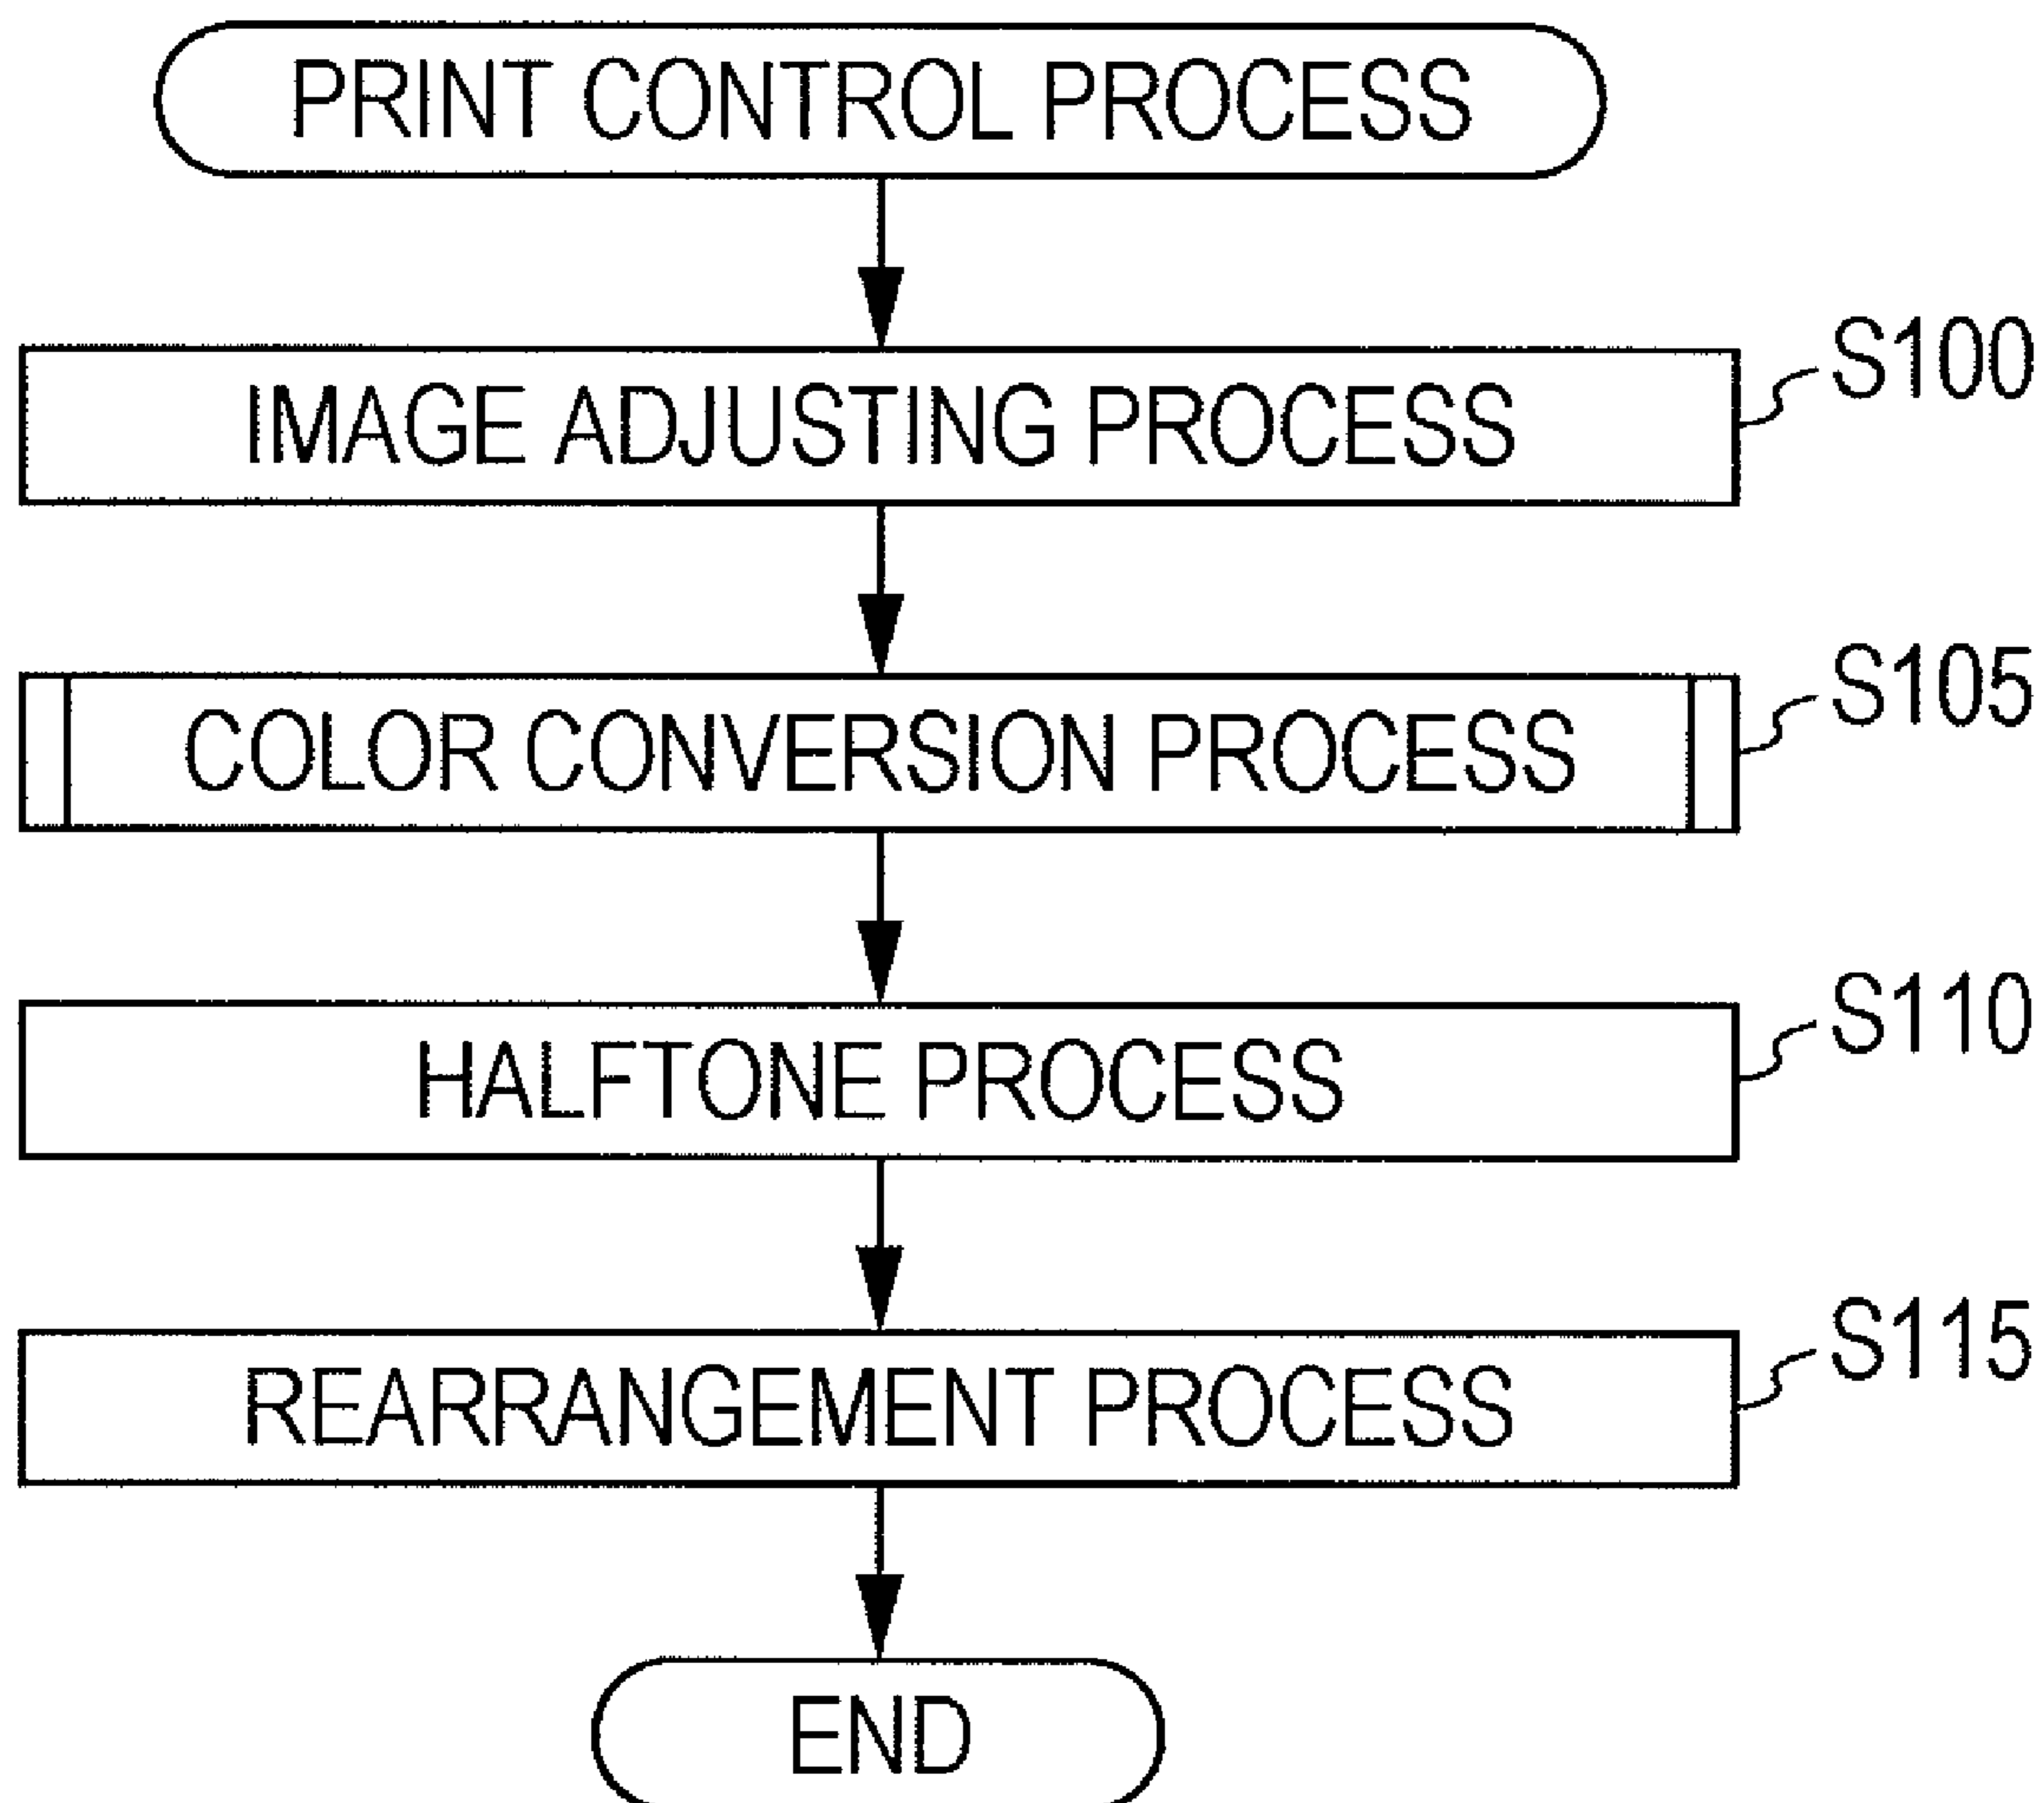 PRINT CONTROL PROCESS
IMAGE ADJUSTING PROCESS
S100
COLOR CONVERSION PROCESS
S105
HALFTONE PROCESS
S110
REARRANGEMENT PROCESS
S115
END